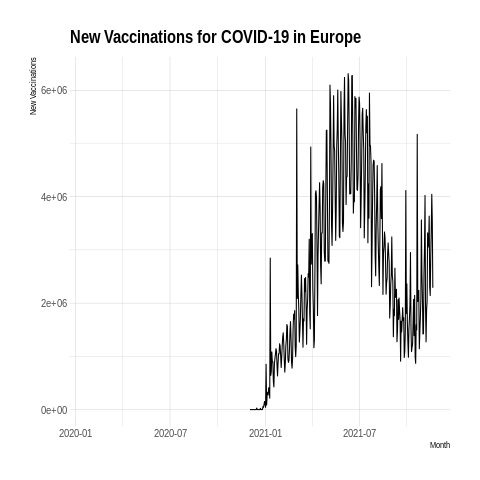 New Vaccinations for COVID-19 in Europe
New Vaccinations
6e+06
4e+06
2e+06
0e+00
2020-01 2020-07 2021-01 2021-07
Month